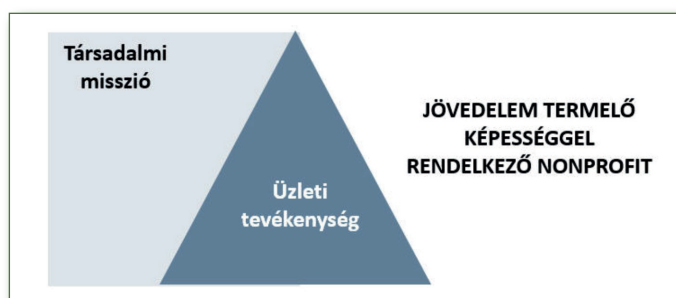 Társadalmi
misszió
JÖVEDELEM TERMELŐ
KÉPESSÉGGEL
RENDELKEZŐ NONPROFIT
Üzleti
tevékenység